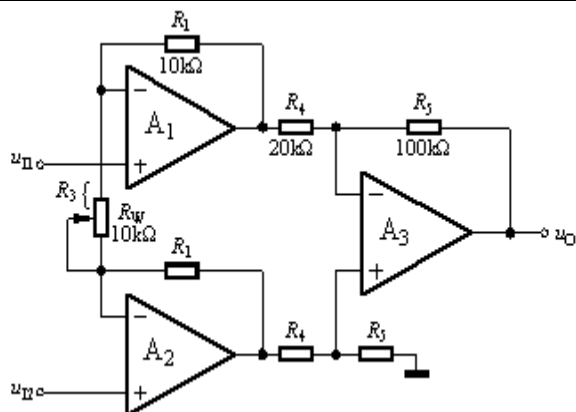 R1
10kΩ
−
A1
+
uI1
R4
20kΩ
R5
100kΩ
R3 {
RW
10kΩ
−
A3
+
uO
R1
−
A2
+
uI2
R4
R5